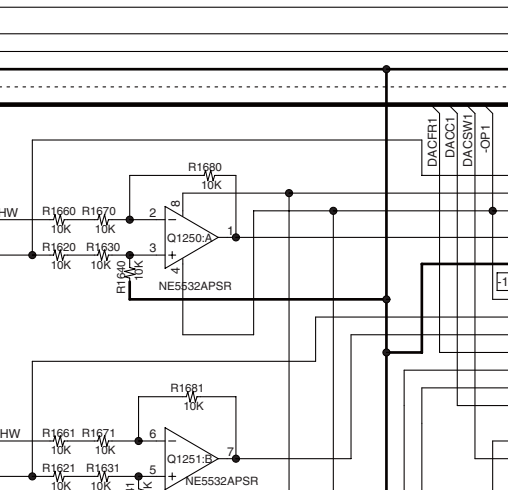 DACFR1
DACC1
DACSW1
-OP1
R1680
10K
HW
R1660
10K
R1670
10K
2
8
1
Q1250:A
R1620
10K
R1630
10K
3
4
R1640
10K
NE5532APSR
-1
R1681
10K
HW
R1661
10K
R1671
10K
6
7
Q1251:B
R1621
10K
R1631
10K
5
NE5532APSR